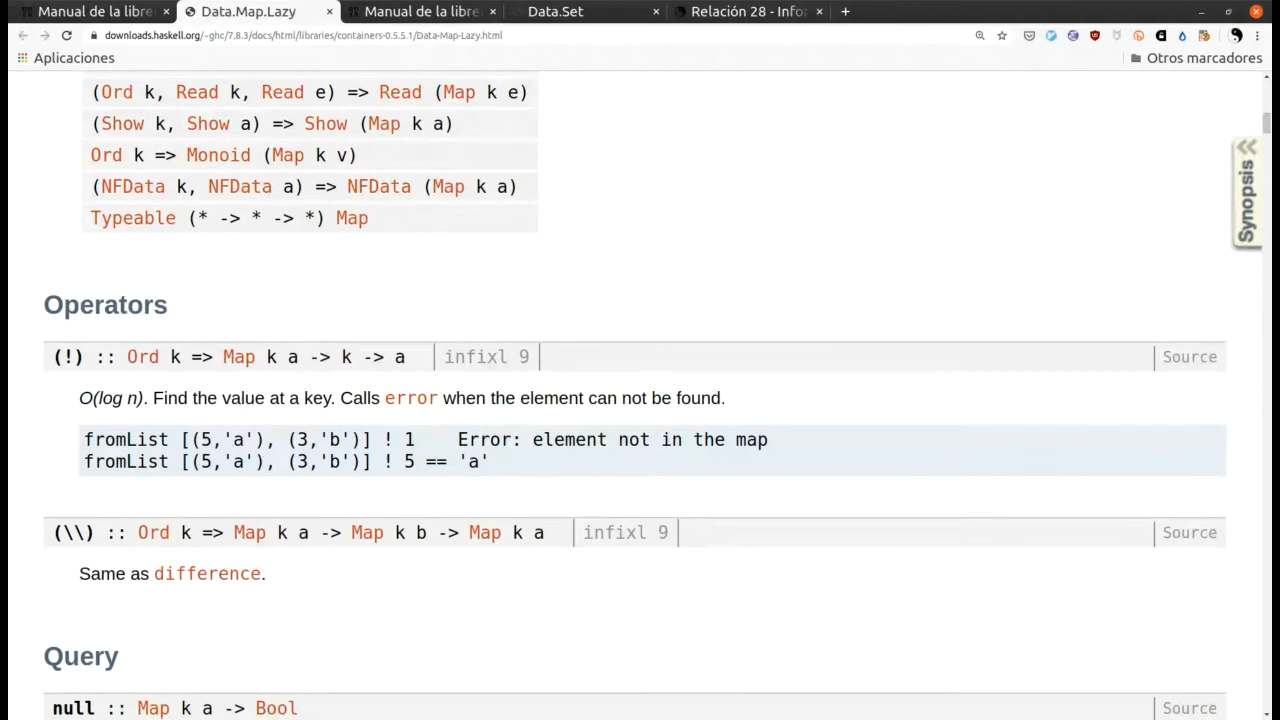 Manual de la libre
Data.Map.Lazy
Manual de la libre
Data.Set
Relación 28 - Infor
downloads.haskell.org/~ghc/7.8.3/docs/html/libraries/containers-0.5.5.1/Data-Map-Lazy.html
Aplicaciones
Otros marcadores
(Ord k, Read k, Read e) => Read (Map k e)
(Show k, Show a) => Show (Map k a)
Ord k => Monoid (Map k v)
(NFData k, NFData a) => NFData (Map k a)
Typeable (* -> * -> *) Map
Synopsis
Operators
(!) :: Ord k => Map k a -> k -> a infixl 9 Source
O(log n). Find the value at a key. Calls error when the element can not be found.
fromList [(5,'a'), (3,'b')] ! 1    Error: element not in the map
fromList [(5,'a'), (3,'b')] ! 5 == 'a'
(\\) :: Ord k => Map k a -> Map k b -> Map k a infixl 9 Source
Same as difference.
Query
null :: Map k a -> Bool Source